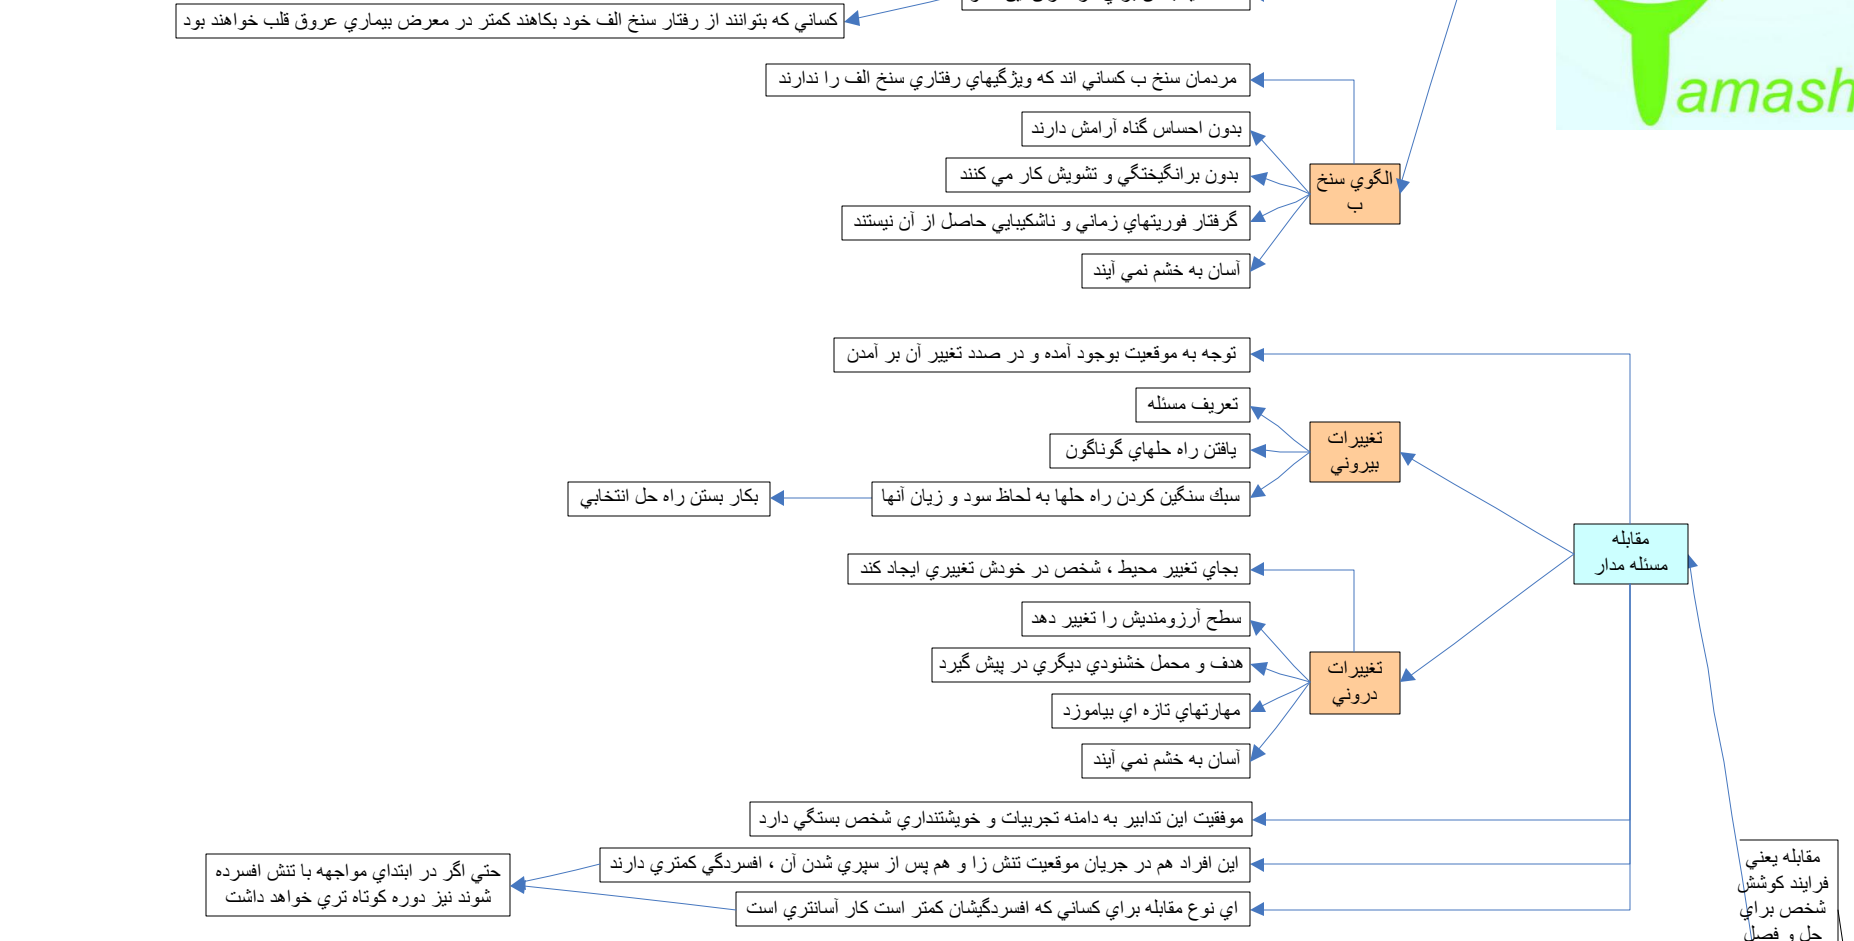 كساني كه بتوانند از رفتار سنخ الف خود بكاهند كمتر در معرض بيماري عروق قلب خواهند بود
amash
مردمان سنخ ب كساني اند كه ويژگيهاي رفتاري سنخ الف را ندارند
بدون احساس گناه آرامش دارند
بدون برانگيختگي و تشويش كار مي كنند
گرفتار فوريتهاي زماني و ناشكيبايي حاصل از آن نيستند
آسان به خشم نمي آيند
الگوي سنخ
ب
توجه به موقعيت بوجود آمده و در صدد تغيير آن بر آمدن
تعريف مسئله
يافتن راه حلهاي گوناگون
سبك سنگين كردن راه حلها به لحاظ سود و زيان آنها
بكار بستن راه حل انتخابي
تغييرات
بيروني
مقابله
مسئله مدار
بجاي تغيير محيط ، شخص در خودش تغييري ايجاد كند
سطح آرزومنديش را تغيير دهد
هدف و محمل خشنودي ديگري در پيش گيرد
مهارتهاي تازه اي بياموزد
آسان به خشم نمي آيند
تغييرات
دروني
موفقيت اين تدابير به دامنه تجربيات و خويشتنداري شخص بستگي دارد
اين افراد هم در جريان موقعيت تنش زا و هم پس از سپري شدن آن ، افسردگي كمتري دارند
اي نوع مقابله براي كساني كه افسردگيشان كمتر است كار آسانتري است
حتي اگر در ابتداي مواجهه با تنش افسرده
شوند نيز دوره كوتاه تري خواهد داشت
مقابله يعني
فرايند كوشش
شخص براي
حل و فصل